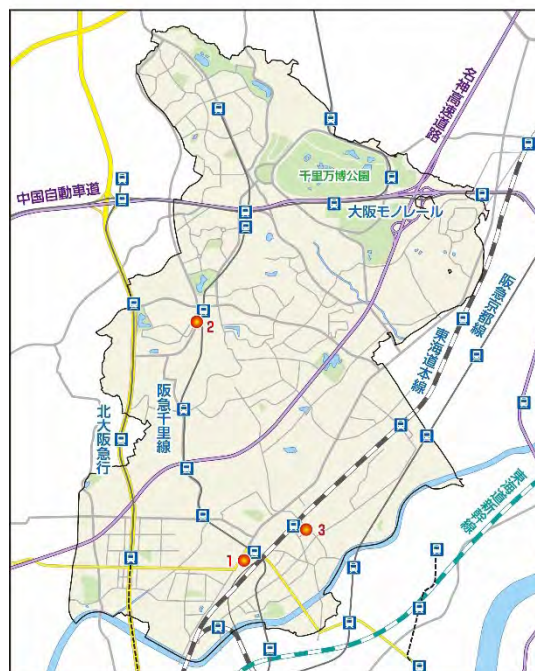 名神高速道路
千里万博公園
中国自動車道
大阪モノレール
阪急京都線
東海道本線
2
阪急千里線
北大阪急行
東海道新幹線
3
1